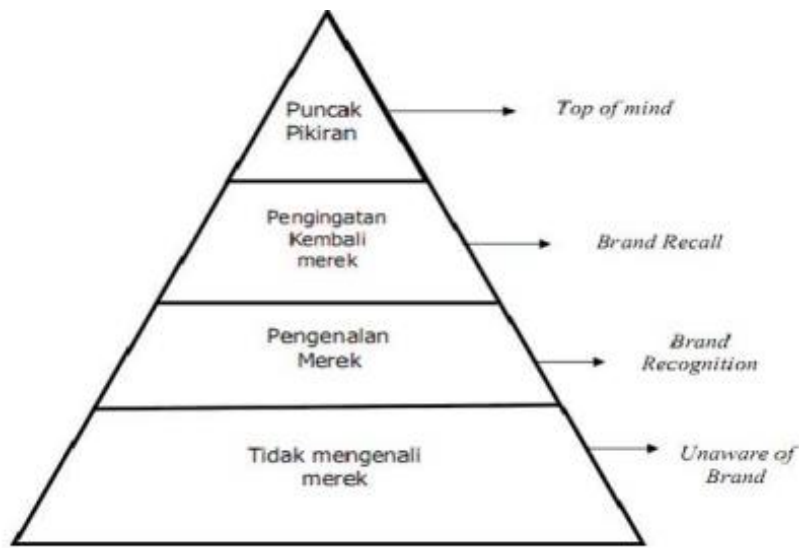 Puncak
Pikiran
Top of mind
Pengingatan
Kembali
merek
Brand Recall
Pengenalan
Merek
Brand
Recognition
Tidak mengenali
merek
Unaware of
Brand